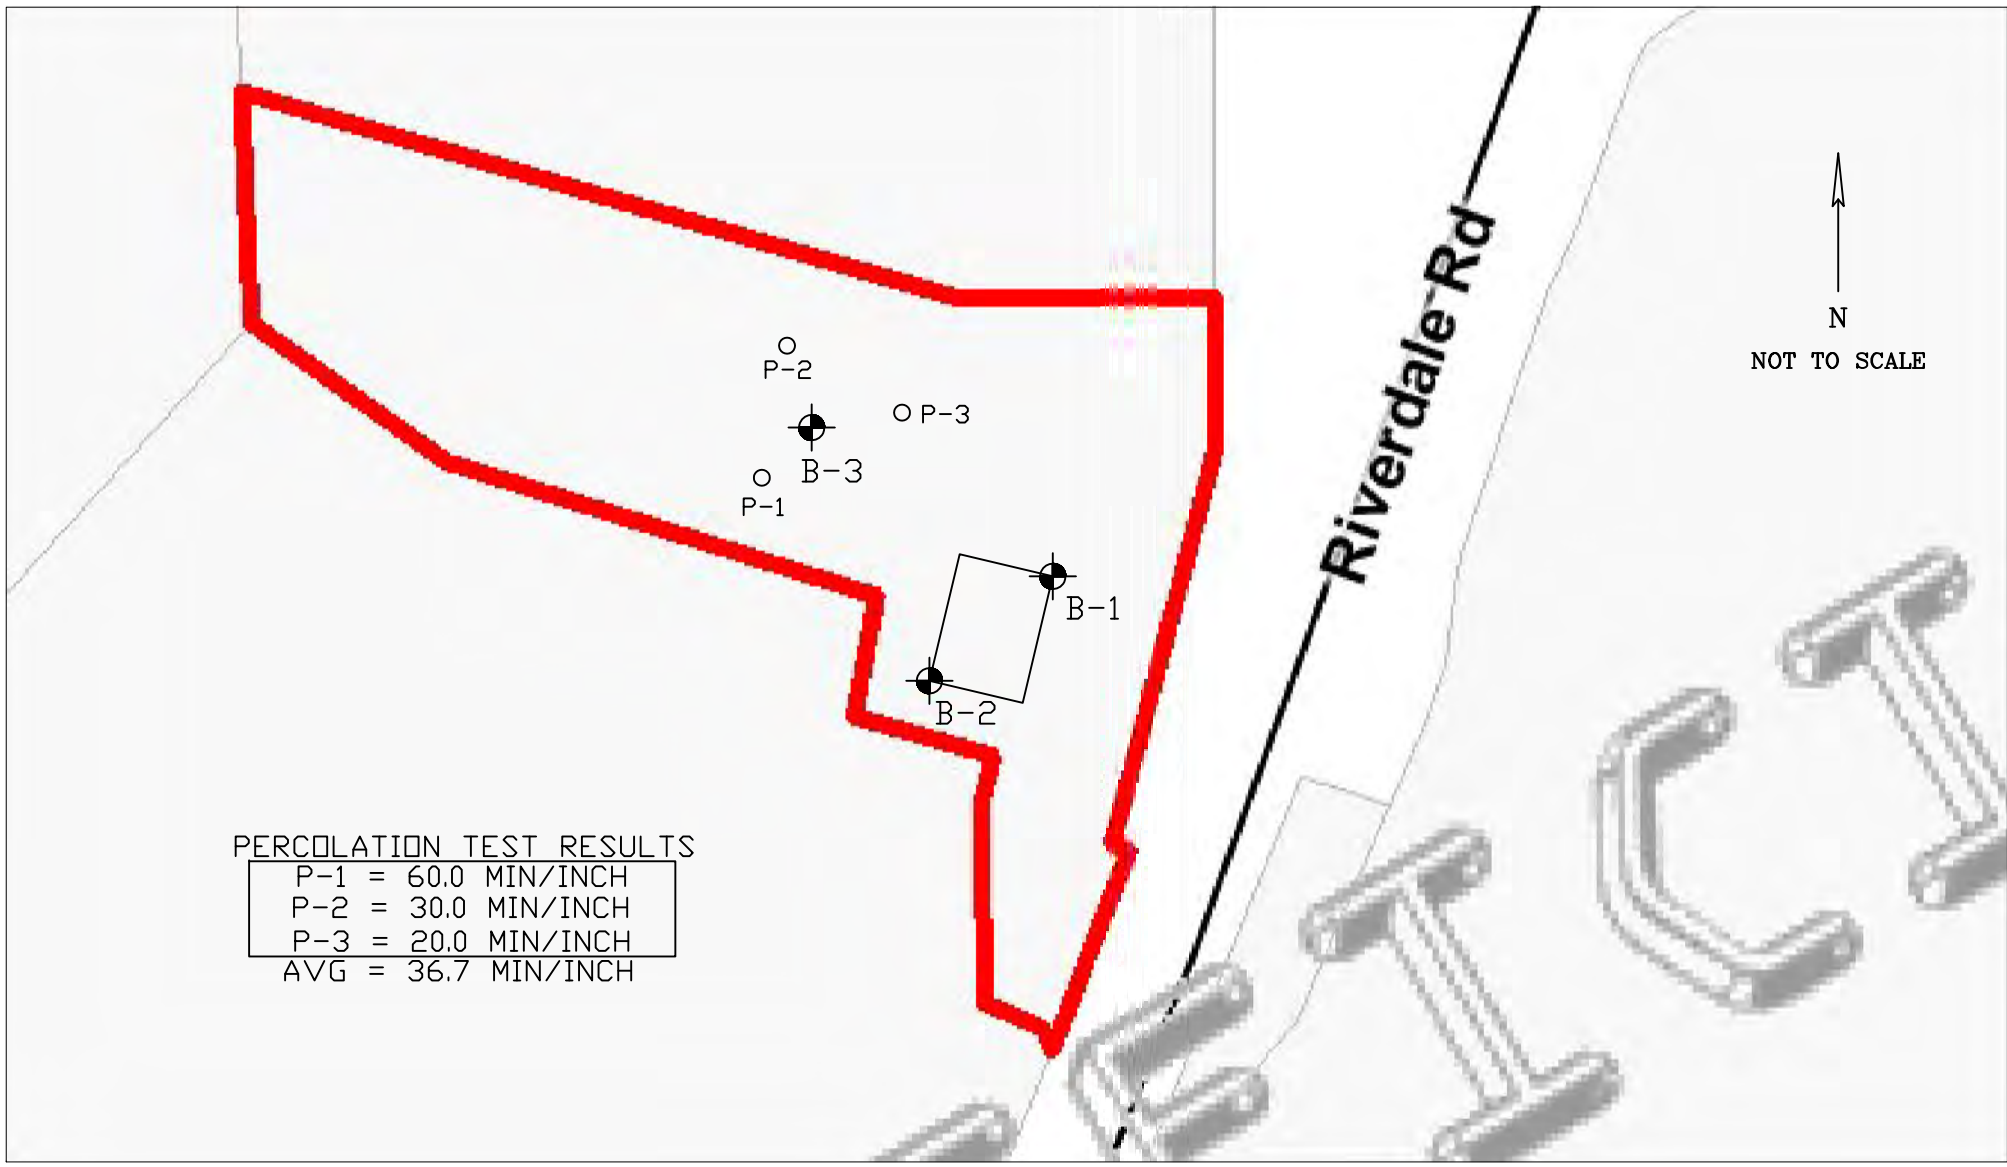 Riverdale Rd
N
NOT TO SCALE
P-2
P-3
B-3
P-1
B-1
B-2
PERCOLATION TEST RESULTS
P-1 = 60.0 MIN/INCH
P-2 = 30.0 MIN/INCH
P-3 = 20.0 MIN/INCH
AVG = 36.7 MIN/INCH